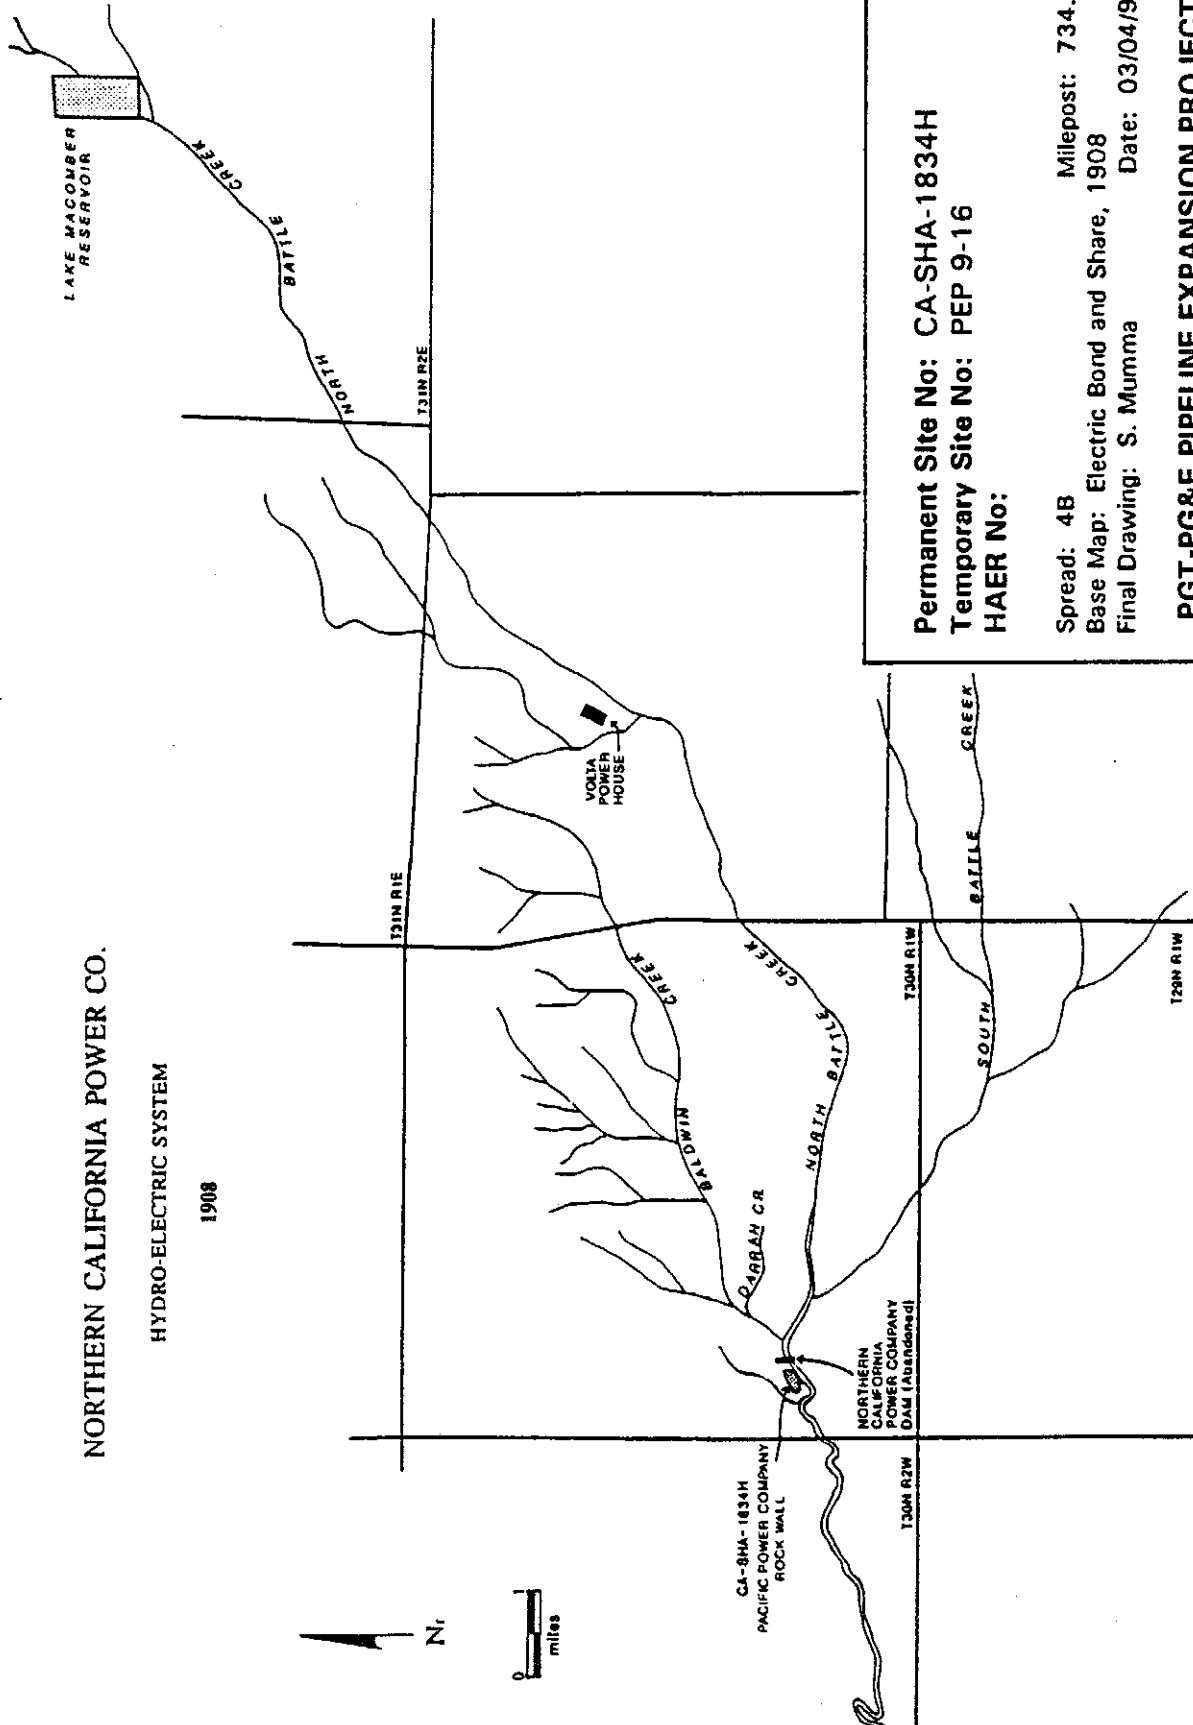 NORTHERN CALIFORNIA POWER CO.
HYDRO-ELECTRIC SYSTEM
1908
Nr
0 1
miles
LAKE MACOMBER
RESERVOIR
NORTH BATTLE CREEK
T31N R2E
T31N R1E
VOLTA
POWER
HOUSE
BALDWIN CREEK
NORTH BATTLE CREEK
DARRAH CR
SOUTH BATTLE CREEK
T30N R1W
T29N R1W
T30N R2W
NORTHERN
CALIFORNIA
POWER COMPANY
DAM (Abandoned)
CA-SHA-1834H
PACIFIC POWER COMPANY
ROCK WALL
Permanent Site No: CA-SHA-1834H
Temporary Site No: PEP 9-16
HAER No:
Spread: 4B Milepost: 734.
Base Map: Electric Bond and Share, 1908
Final Drawing: S. Mumma Date: 03/04/9
PGT-PG&E PIPELINE EXPANSION PROJECT